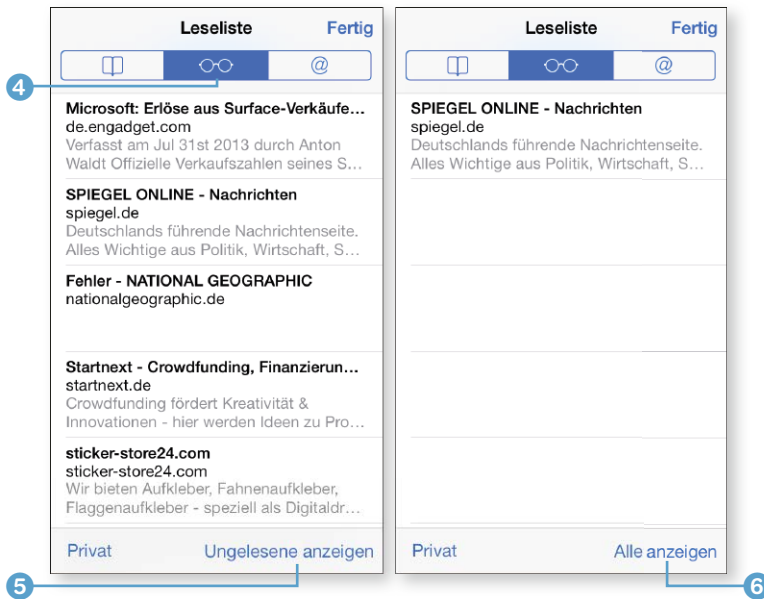 Leseliste Fertig
@
4
Microsoft: Erlöse aus Surface-Verkäufe...
de.engadget.com
Verfasst am Jul 31st 2013 durch Anton
Waldt Offizielle Verkaufszahlen seines S...
SPIEGEL ONLINE - Nachrichten
spiegel.de
Deutschlands führende Nachrichtenseite.
Alles Wichtige aus Politik, Wirtschaft, S...
Fehler - NATIONAL GEOGRAPHIC
nationalgeographic.de
Startnext - Crowdfunding, Finanzierun...
startnext.de
Crowdfunding fördert Kreativität &
Innovationen - hier werden Ideen zu Pro...
sticker-store24.com
sticker-store24.com
Wir bieten Aufkleber, Fahnenaufkleber,
Flaggenaufkleber - speziell als Digitaldr...
Privat Ungelesene anzeigen
5
Leseliste Fertig
@
SPIEGEL ONLINE - Nachrichten
spiegel.de
Deutschlands führende Nachrichtenseite.
Alles Wichtige aus Politik, Wirtschaft, S...
Privat Alle anzeigen
6